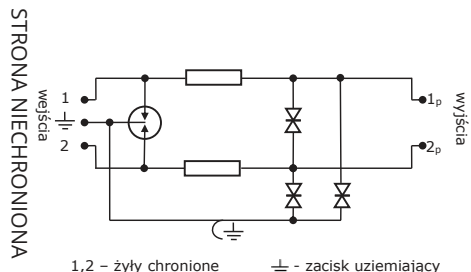 STRONA NIECHRONIONA
wejścia
1
2
1p
2p
wyjścia
1,2 – żyły chronione
⏚ - zacisk uziemiający